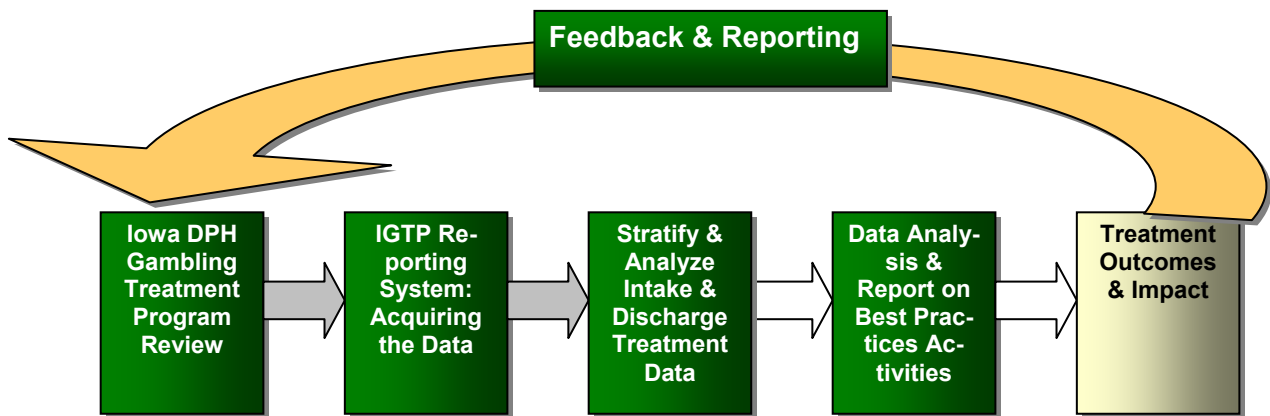 Feedback & Reporting
Iowa DPH
Gambling
Treatment
Program
Review
IGTP Re-
porting
System:
Acquiring
the Data
Stratify &
Analyze
Intake &
Discharge
Treatment
Data
Data Analy-
sis &
Report on
Best Prac-
tices Ac-
tivities
Treatment
Outcomes
& Impact